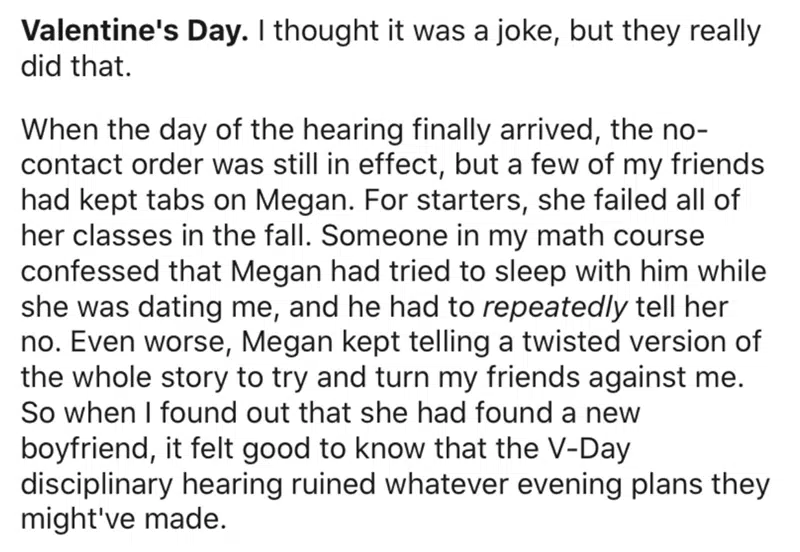 Valentine's Day. I thought it was a joke, but they really
did that.
When the day of the hearing finally arrived, the no-
contact order was still in effect, but a few of my friends
had kept tabs on Megan. For starters, she failed all of
her classes in the fall. Someone in my math course
confessed that Megan had tried to sleep with him while
she was dating me, and he had to repeatedly tell her
no. Even worse, Megan kept telling a twisted version of
the whole story to try and turn my friends against me.
So when I found out that she had found a new
boyfriend, it felt good to know that the V-Day
disciplinary hearing ruined whatever evening plans they
might've made.